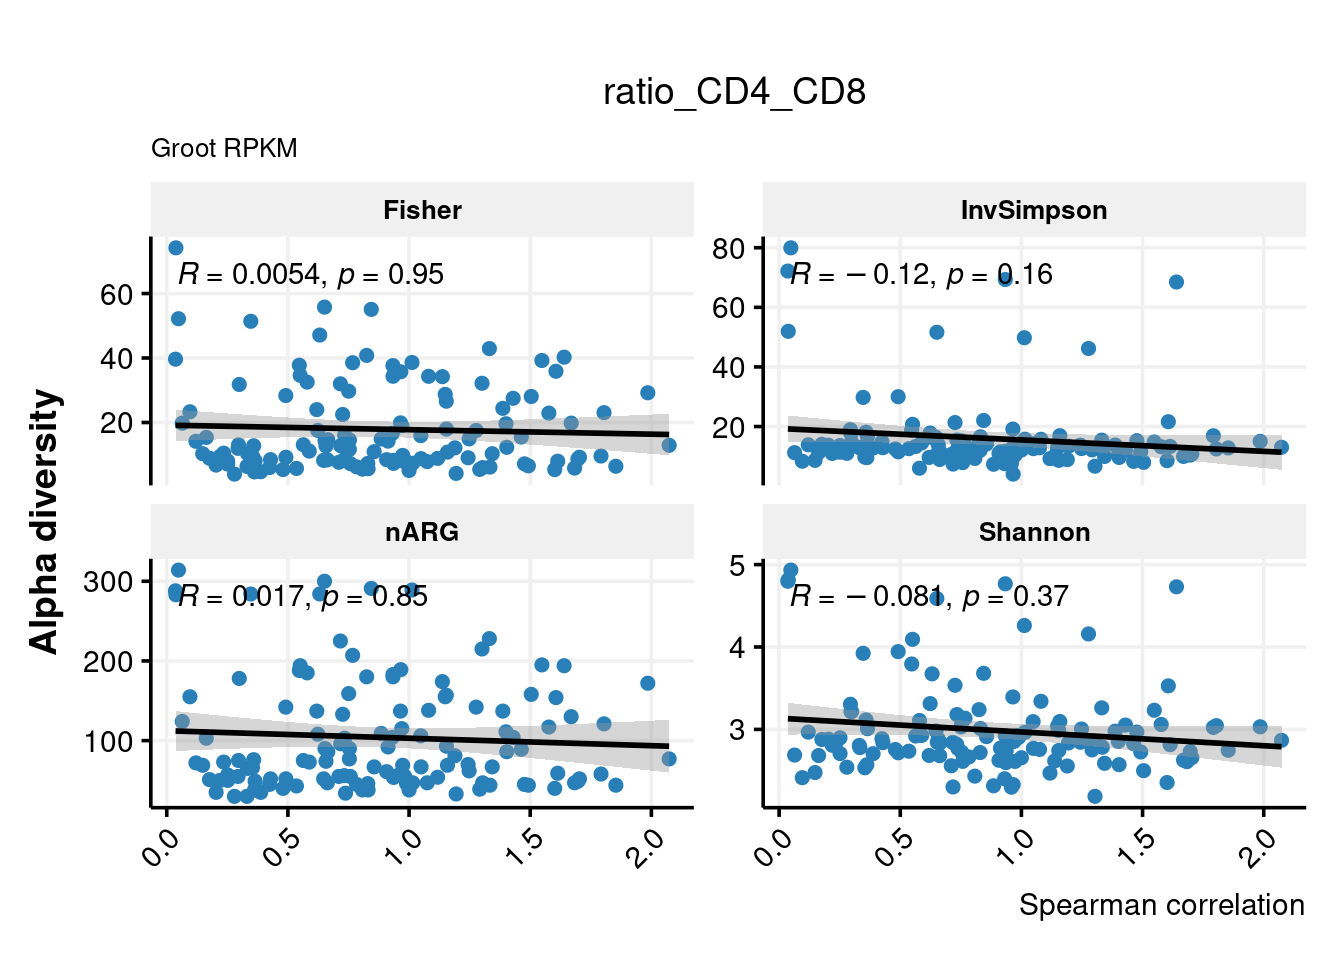 ratio_CD4_CD8
Groot RPKM
Fisher
InvSimpson
R = 0.0054, p = 0.95
R = −0.12, p = 0.16
60
40
20
80
60
40
20
nARG
Shannon
R = 0.017, p = 0.85
R = −0.081, p = 0.37
300
200
100
5
4
3
0.0 0.5 1.0 1.5 2.0
0.0 0.5 1.0 1.5 2.0
Alpha diversity
Spearman correlation